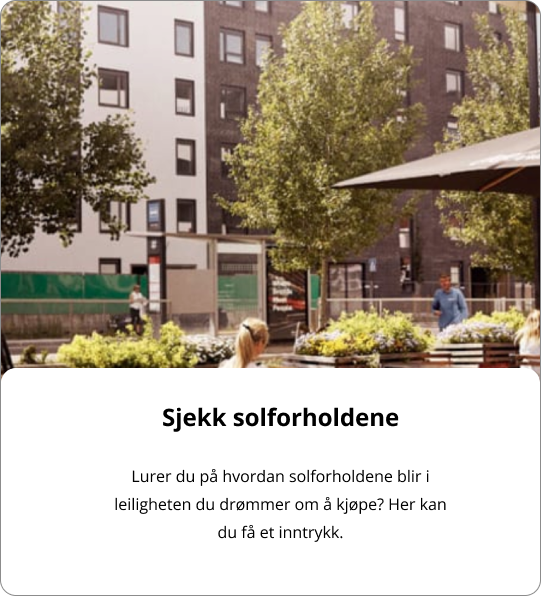 Sjekk solforholdene
Lurer du på hvordan solforholdene blir i
leiligheten du drømmer om å kjøpe? Her kan
du få et inntrykk.